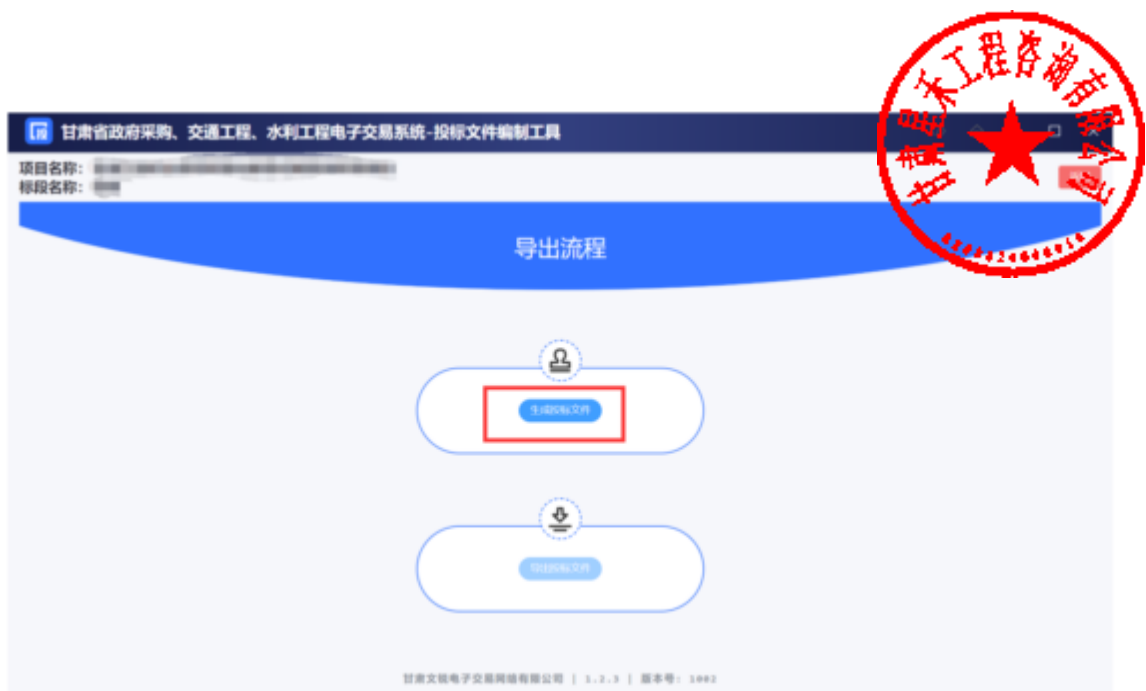 甘肃省政府采购、交通工程、水利工程电子交易系统-投标文件编制工具
项目名称：
标段名称：
导出流程
生成投标文件
导出投标文件
甘肃文锐电子交易网络有限公司 | 1.2.3 | 版本号: 1002
工程咨询有限公司